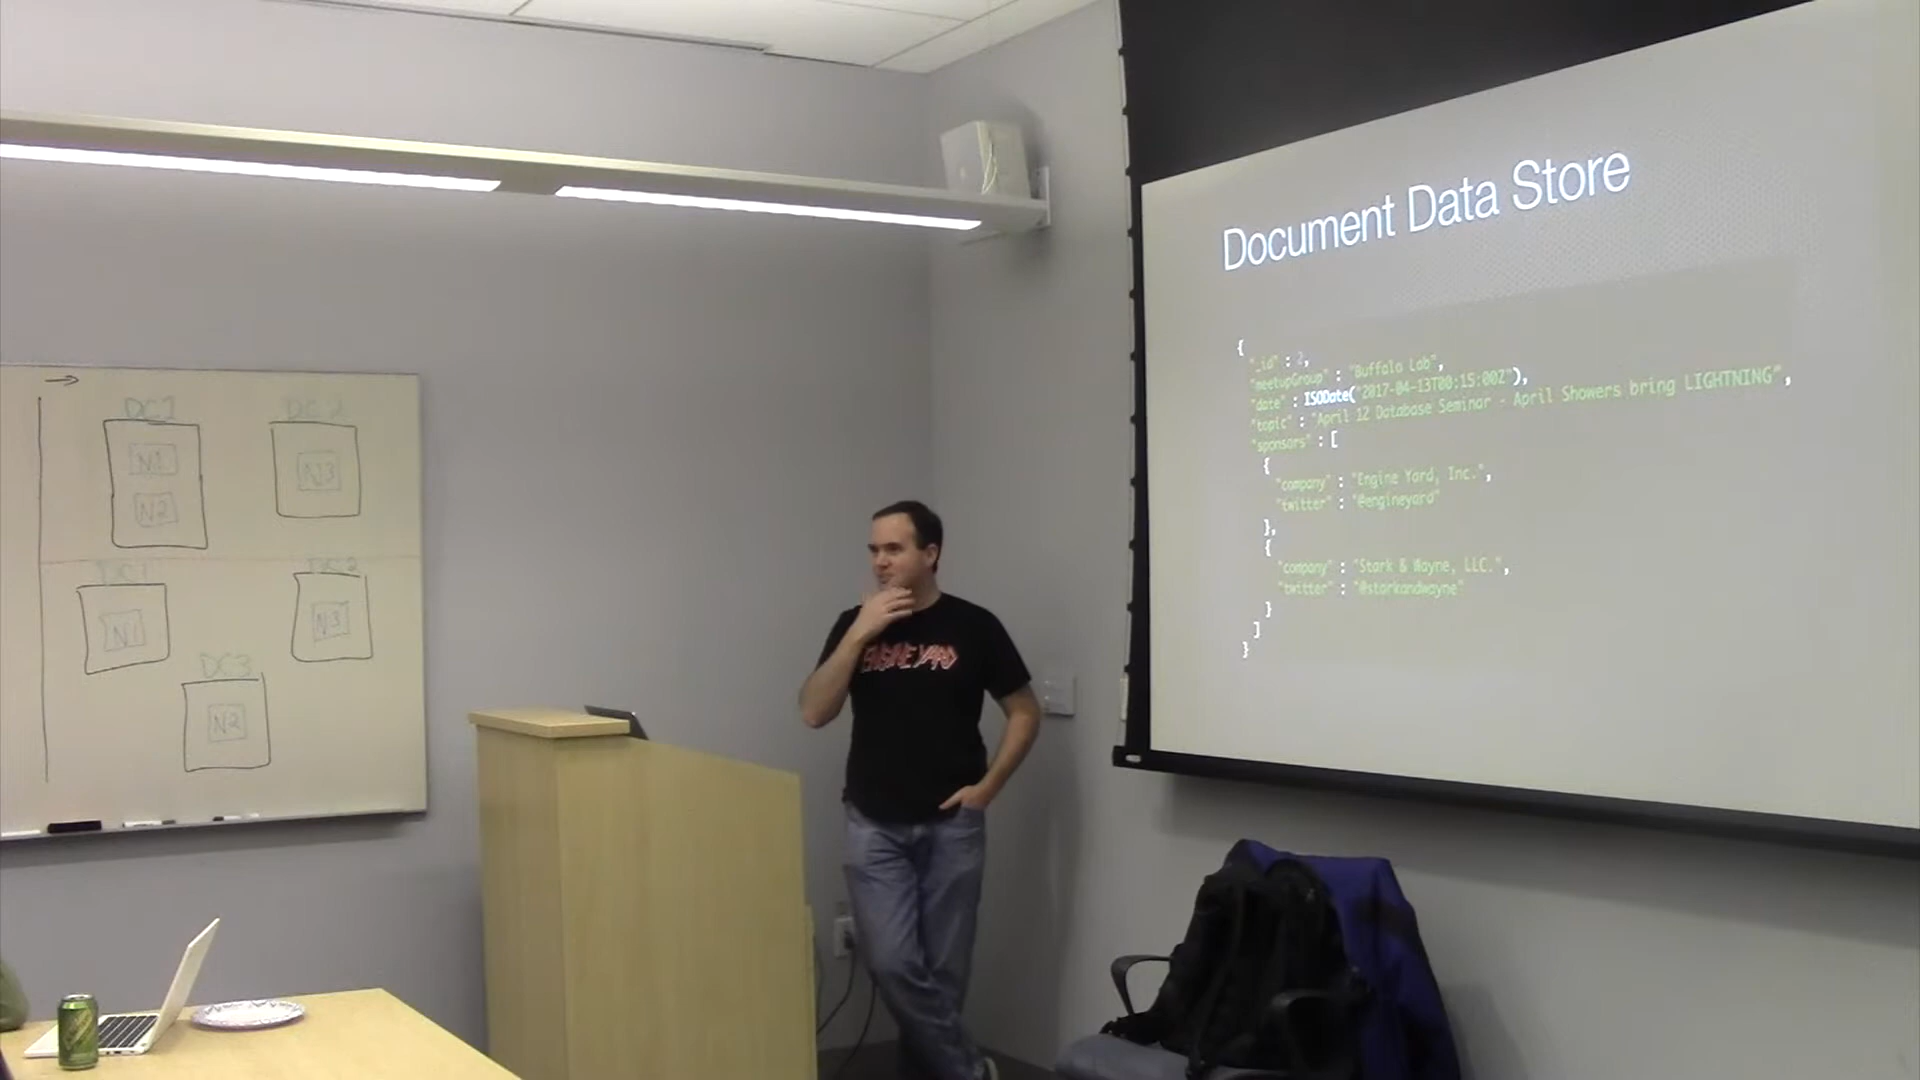 →
DC1
DC2
N1
N3
N2
DC1
DC2
N1
N3
DC3
N2
ENGINE YARD
Document Data Store
{
"_id" : 2,
"meetupGroup" : "Buffalo Lab",
"date" : ISODate("2017-04-13T00:15:00Z"),
"topic" : "April 12 Database Seminar - April Showers bring LIGHTNING",
"sponsors" : [
{
"company" : "Engine Yard, Inc.",
"twitter" : "@engineyard"
},
{
"company" : "Stark & Wayne, LLC.",
"twitter" : "@starkandwayne"
}
]
}